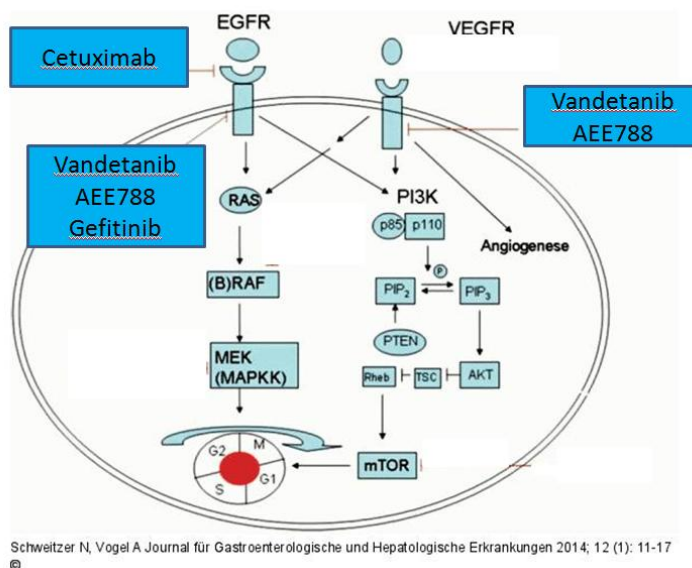 EGFR
VEGFR
Cetuximab
Vandetanib
AEE788
Vandetanib
AEE788
Gefitinib
RAS
PI3K
p85 p110
Angiogenese
P
(B)RAF
PIP2
PIP3
PTEN
MEK
(MAPKK)
Rheb
TSC
AKT
G2
M
S
G1
mTOR
Schweitzer N, Vogel A Journal für Gastroenterologische und Hepatologische Erkrankungen 2014; 12 (1): 11-17
©